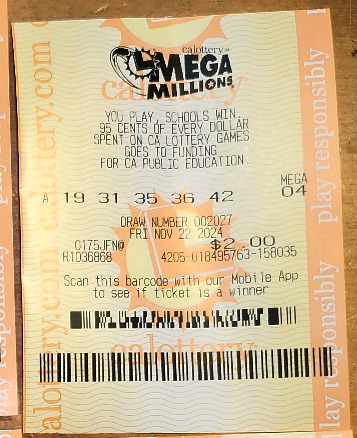 calottery
MEGA
MILLIONS
YOU PLAY, SCHOOLS WIN.
95 CENTS OF EVERY DOLLAR
SPENT ON CA LOTTERY GAMES
GOES TO FUNDING
FOR CA PUBLIC EDUCATION.
MEGA
A 19 31 35 36 42 04
DRAW NUMBER 002027
FRI NOV 22 2024
0175JFN0 $2.00
R1036868 4205-018495763-158035
Scan this barcode with our Mobile App
to see if ticket is a winner
calottery
calottery
calottery.com
calottery.com
play responsibly
play responsibly
play responsibly